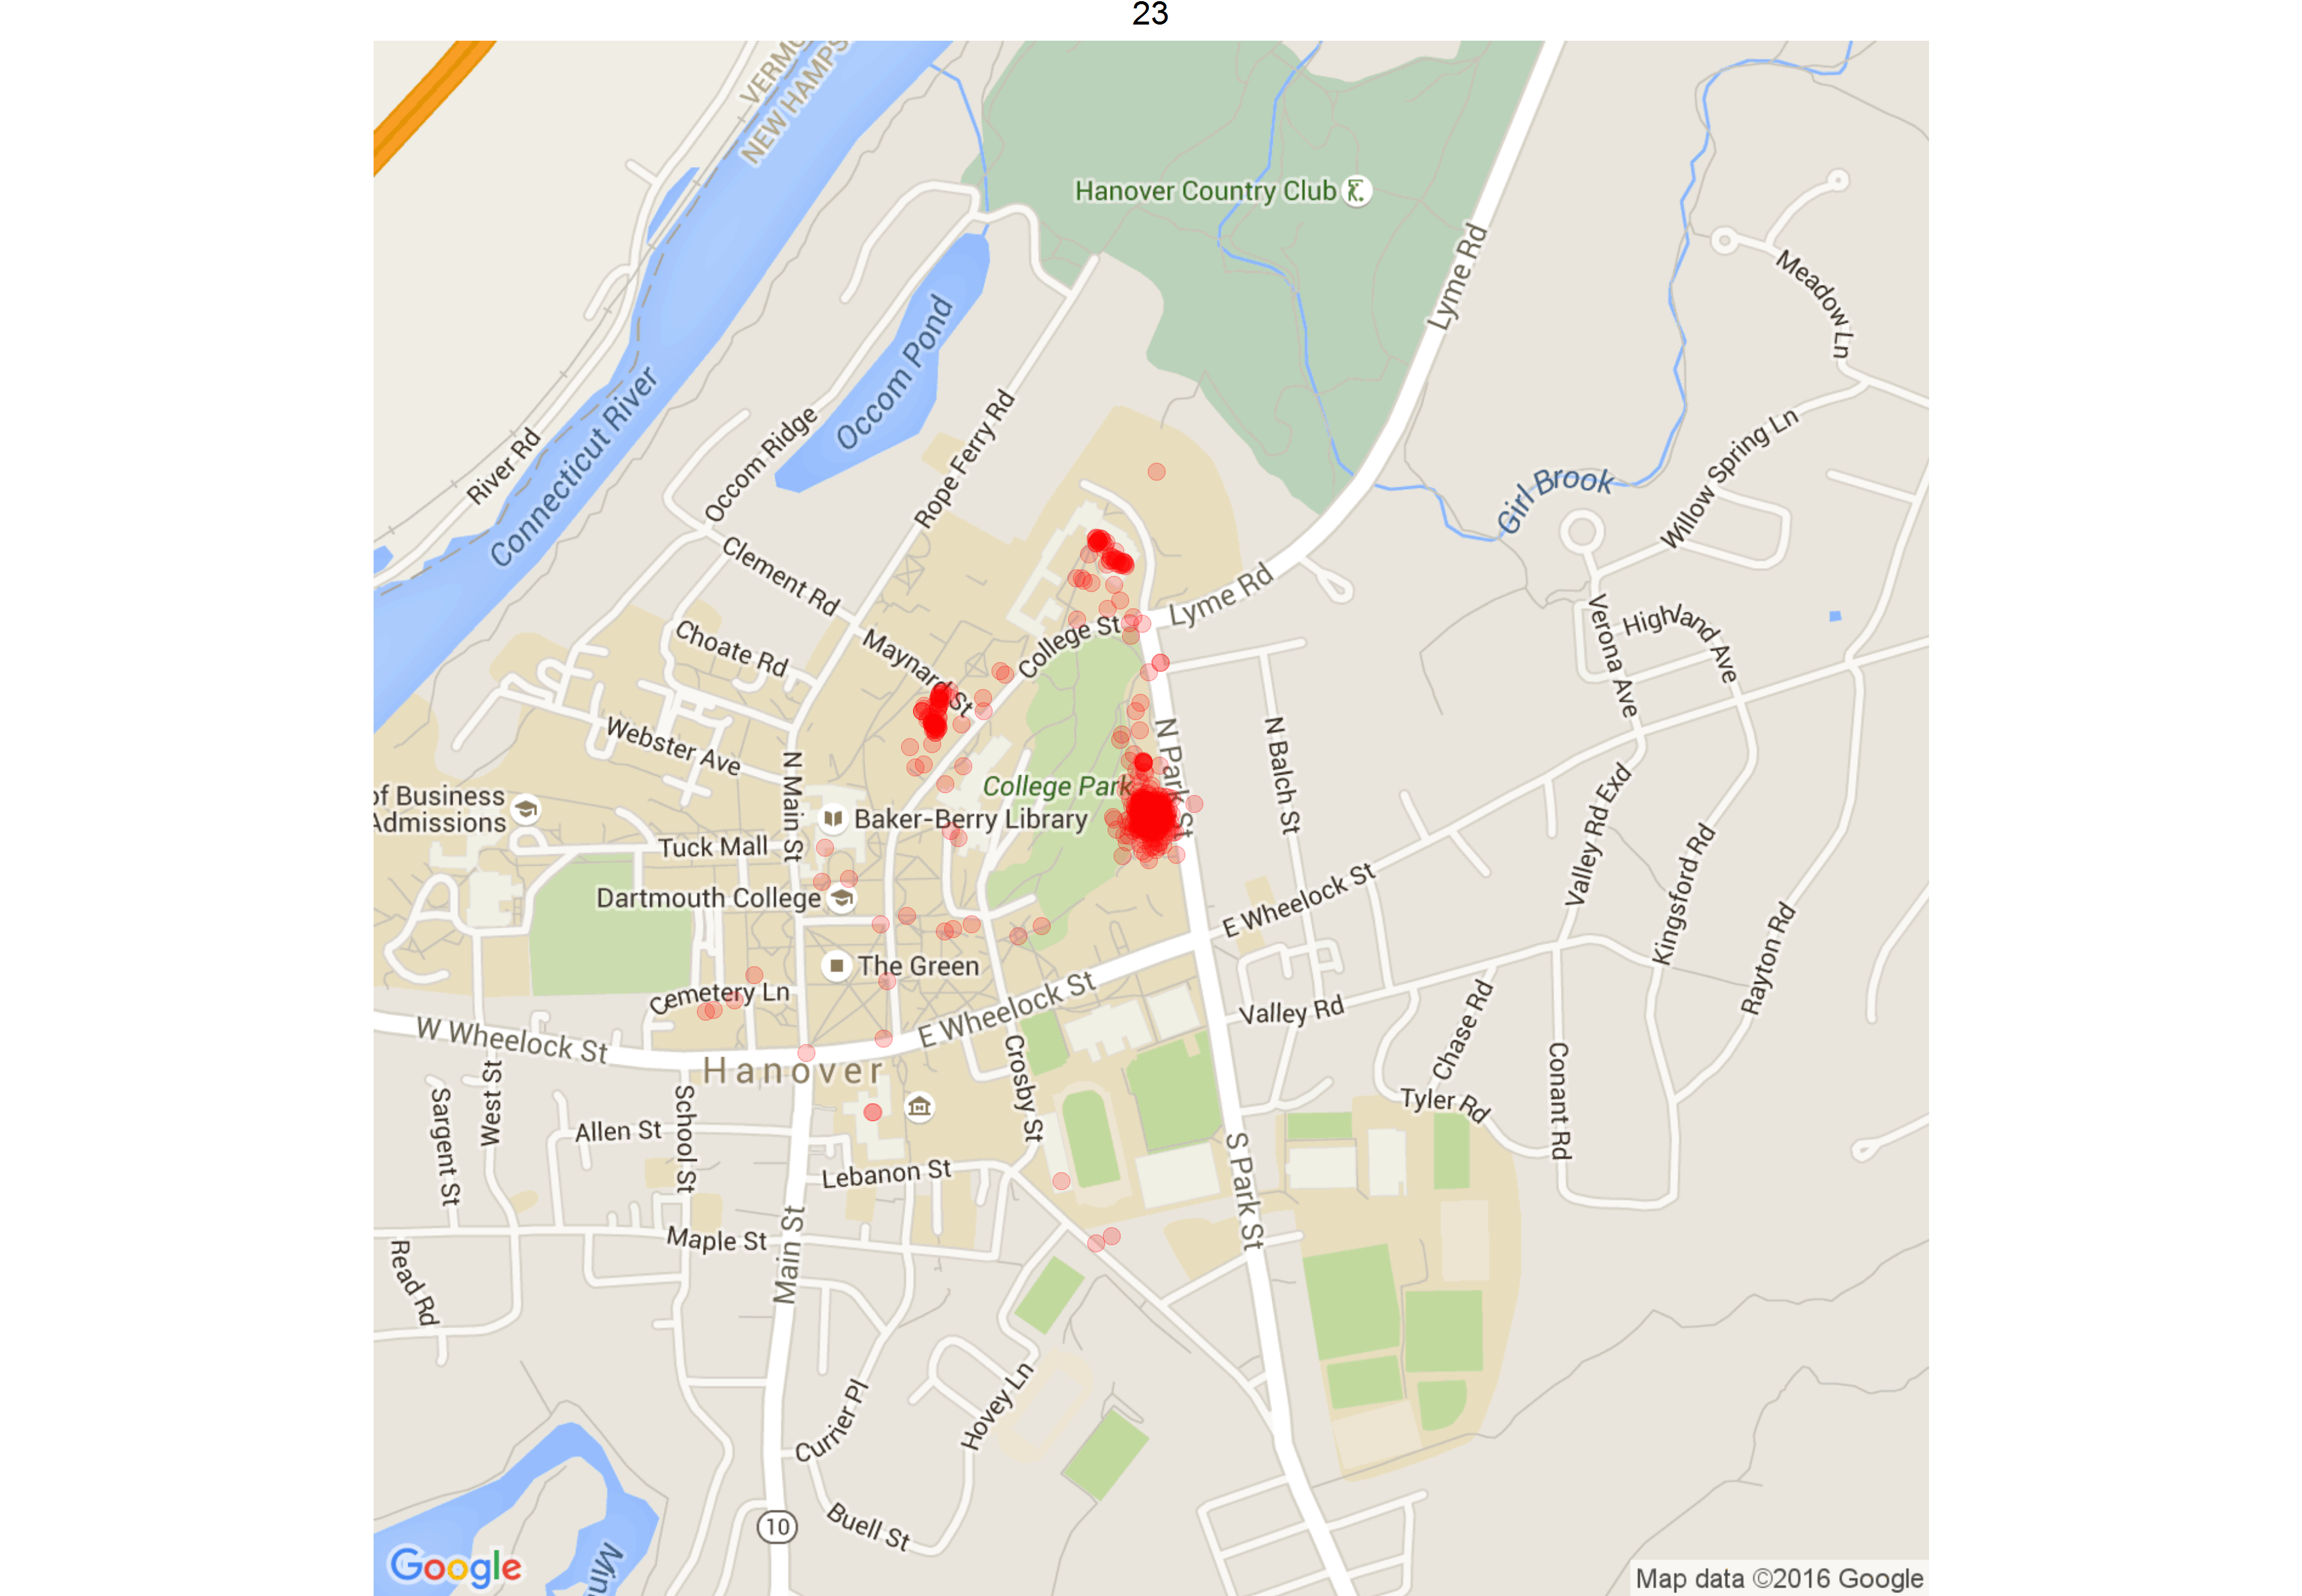 23
VERMO
NEW HAMPS
Hanover Country Club
Lyme Rd
Meadow Ln
Occom Pond
Connecticut River
River Rd
Occom Ridge
Rope Ferry Rd
Willow Spring Ln
Girl Brook
Clement Rd
Lyme Rd
Highland Ave
Verona Ave
Choate Rd
Maynard St
College St
Webster Ave
N Main St
N Park St
N Balch St
College Park
of Business
Admissions
Baker-Berry Library
Tuck Mall
Valley Rd Exd
Kingsford Rd
Dartmouth College
E Wheelock St
Rayton Rd
The Green
Cemetery Ln
E Wheelock St
Valley Rd
Chase Rd
W Wheelock St
Hanover
Crosby St
Conant Rd
West St
Sargent St
School St
Allen St
Tyler Rd
Lebanon St
S Park St
Maple St
Main St
Read Rd
Hovey Ln
Currier Pl
Buell St
10
Min
Google
Map data ©2016 Google